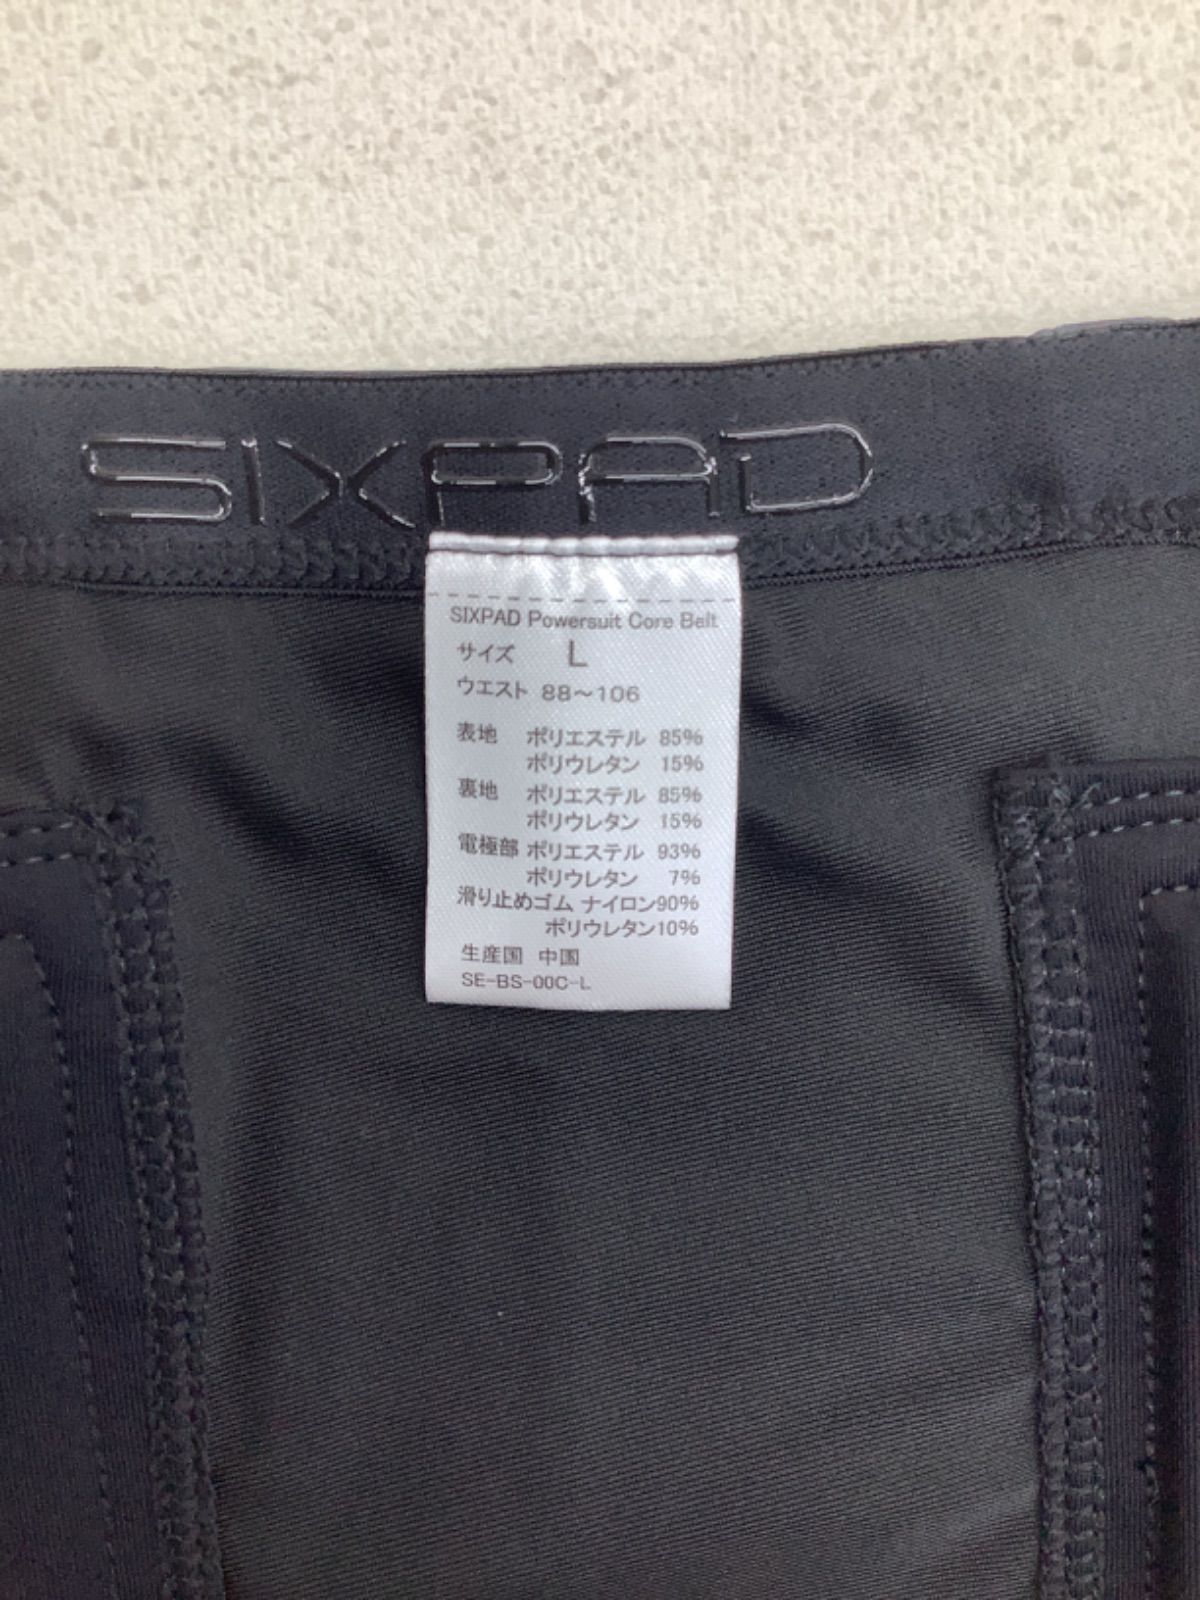 SIXPAD
SIXPAD Powersuit Core Belt
サイズ L
ウエスト 88～106
表地 ポリエステル 85%
ポリウレタン 15%
裏地 ポリエステル 85%
ポリウレタン 15%
電極部 ポリエステル 93%
ポリウレタン 7%
滑り止めゴム ナイロン90%
ポリウレタン10%
生産国 中国
SE-BS-00C-L